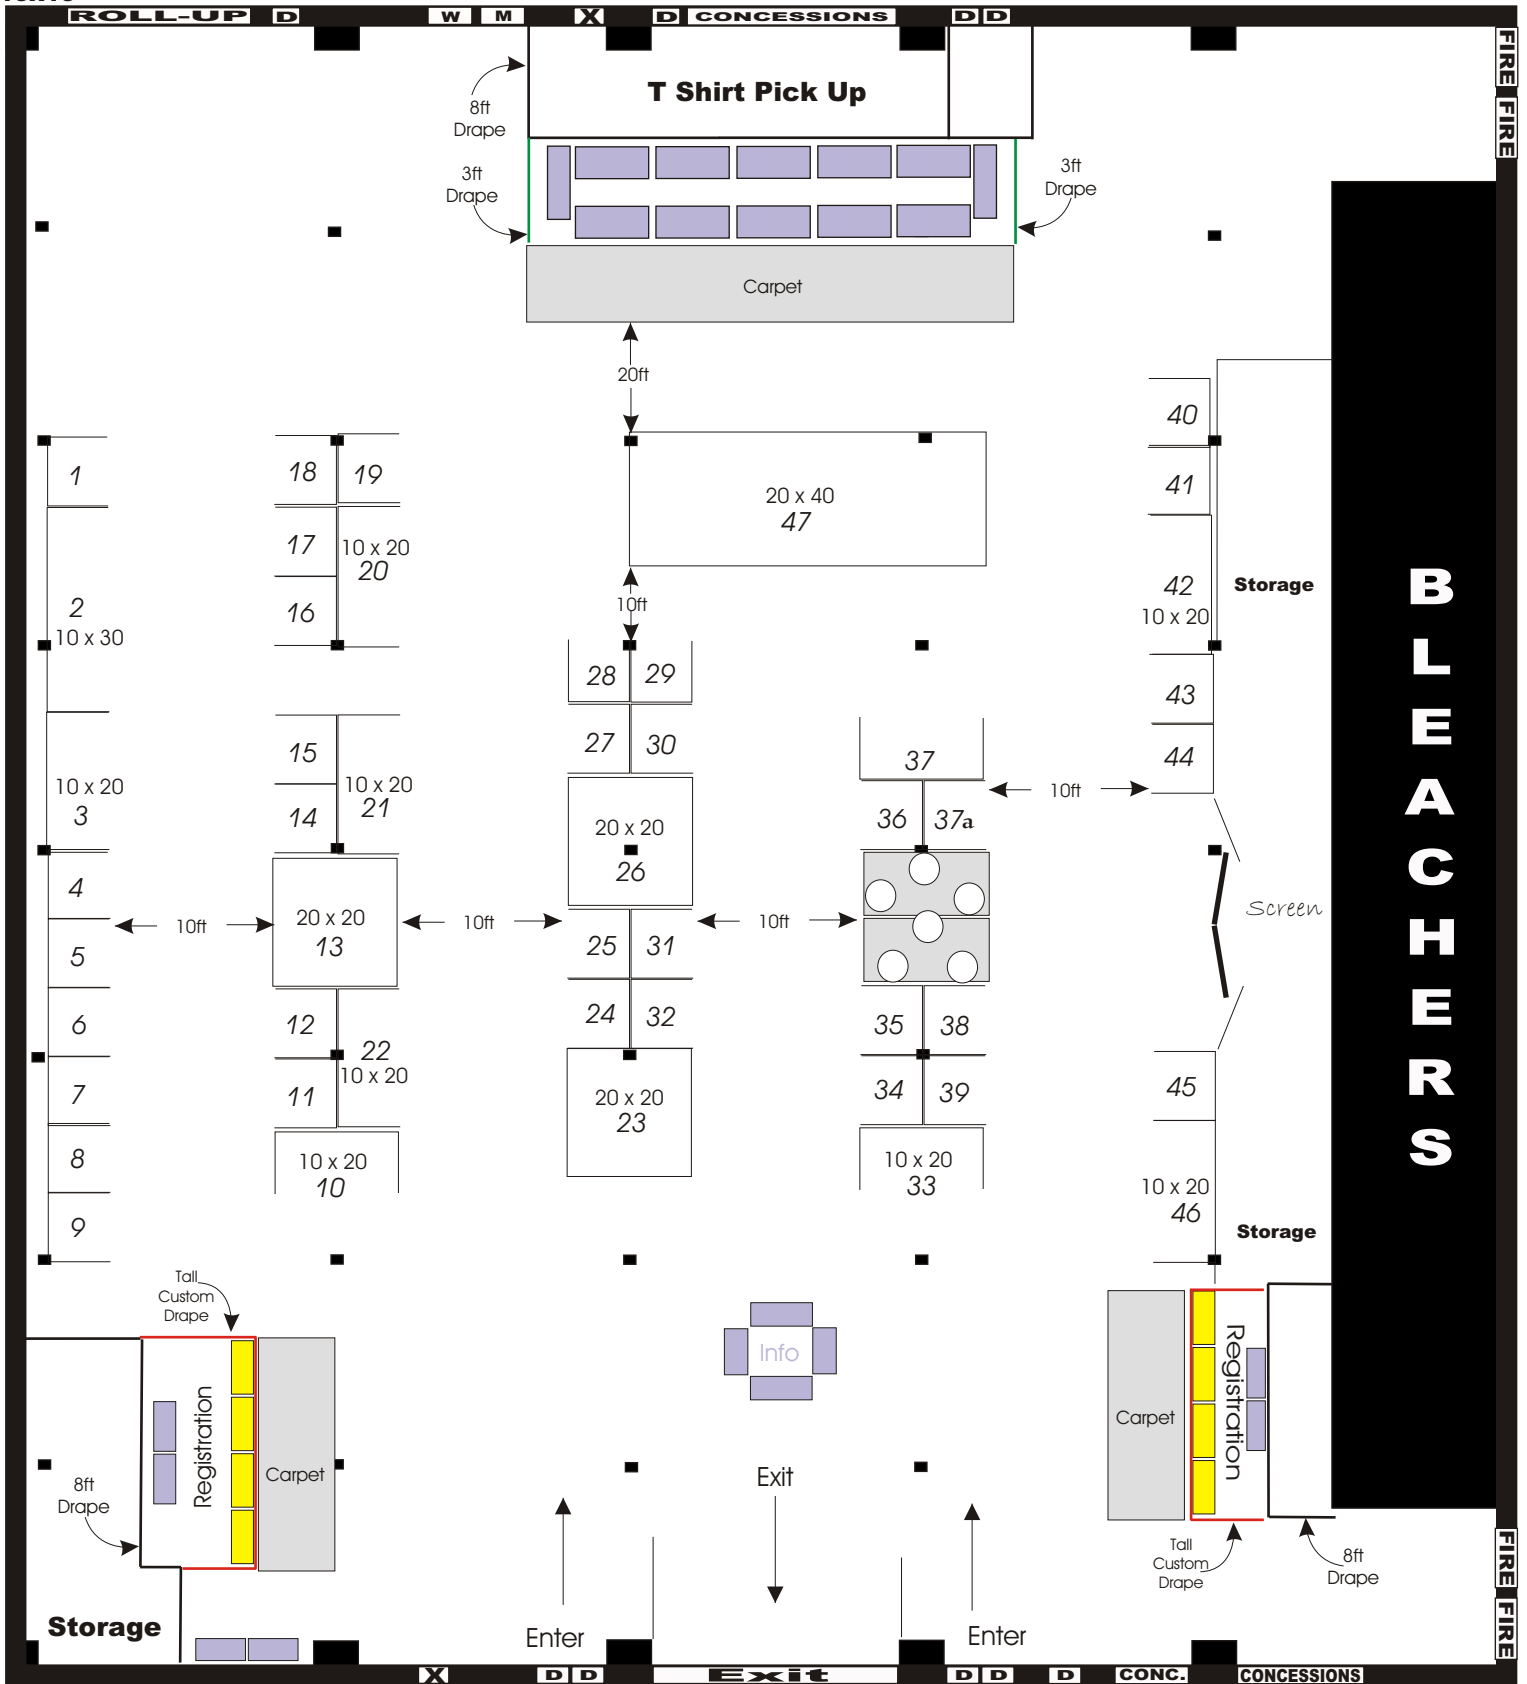 ROLL-UP D W M X D CONCESSIONS D D
FIRE
FIRE
T Shirt Pick Up
8ft
Drape
3ft
Drape
3ft
Drape
Carpet
20ft
40
1
18 19
41
20 x 40
47
17
10 x 20
20
2
10 x 30
16
10ft
42
10 x 20
Storage
BLEACHERS
28 29
43
27 30
15
37
44
10ft
10 x 20
3
10 x 20
21
14
20 x 20
26
36 37a
4
Screen
10ft
20 x 20
13
10ft
10ft
5
25 31
6
12
22
10 x 20
24 32
35 38
7
11
20 x 20
23
34 39
45
8
10 x 20
10
10 x 20
33
10 x 20
46
9
Storage
Tall
Custom
Drape
Info
Registration
Carpet
Registration
Carpet
8ft
Drape
Exit
Tall
Custom
Drape
8ft
Drape
FIRE
FIRE
Storage
Enter
Enter
X D D Exit D D D CONC. CONCESSIONS